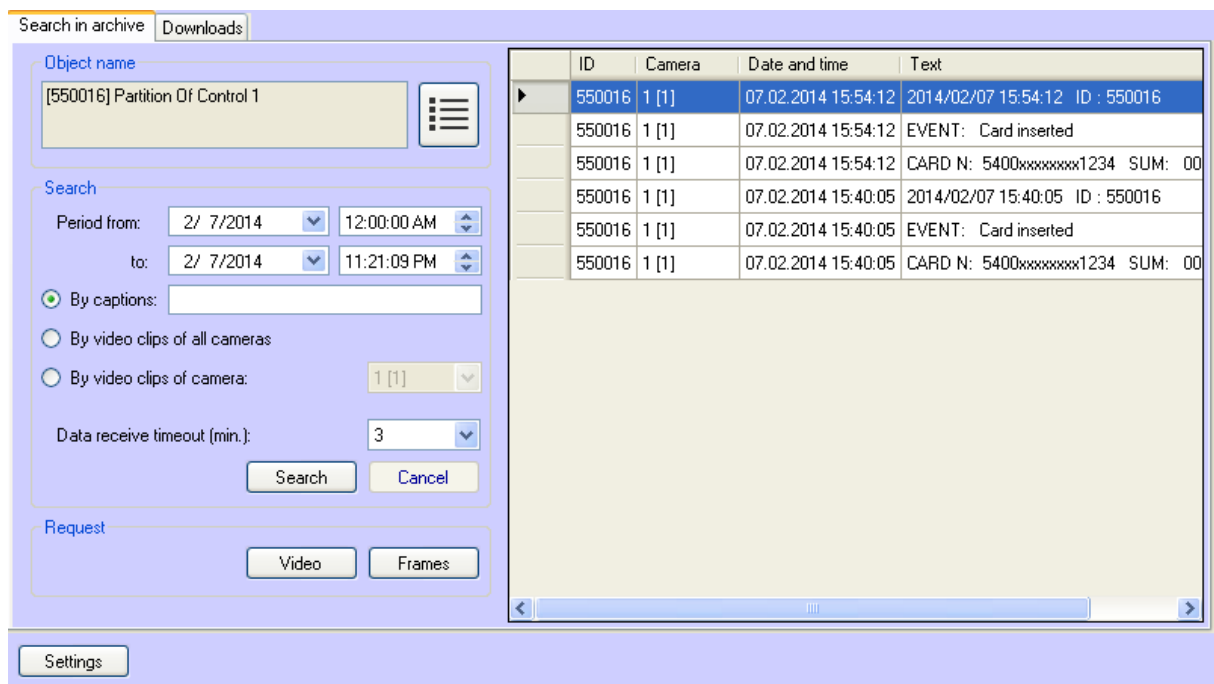 Search in archive Downloads
Object name
[550016] Partition Of Control 1
Search
Period from: 2/ 7/2014 12:00:00 AM
to: 2/ 7/2014 11:21:09 PM
By captions:
By video clips of all cameras
By video clips of camera: 1 [1]
Data receive timeout (min.): 3
Search Cancel
Request
Video Frames
ID Camera Date and time Text
550016 1 [1] 07.02.2014 15:54:12 2014/02/07 15:54:12 ID : 550016
550016 1 [1] 07.02.2014 15:54:12 EVENT: Card inserted
550016 1 [1] 07.02.2014 15:54:12 CARD N: 5400xxxxxxxx1234 SUM: 00
550016 1 [1] 07.02.2014 15:40:05 2014/02/07 15:40:05 ID : 550016
550016 1 [1] 07.02.2014 15:40:05 EVENT: Card inserted
550016 1 [1] 07.02.2014 15:40:05 CARD N: 5400xxxxxxxx1234 SUM: 00
Settings